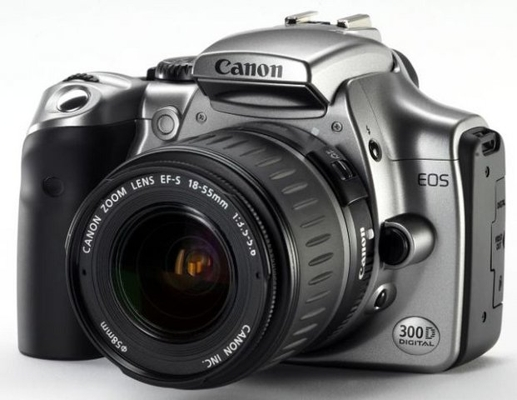 Canon
CANON ZOOM LENS EF-S 18-55mm 1:3.5-5.6
Canon
EOS
300D
DIGITAL
CANON INC
⌀58mm